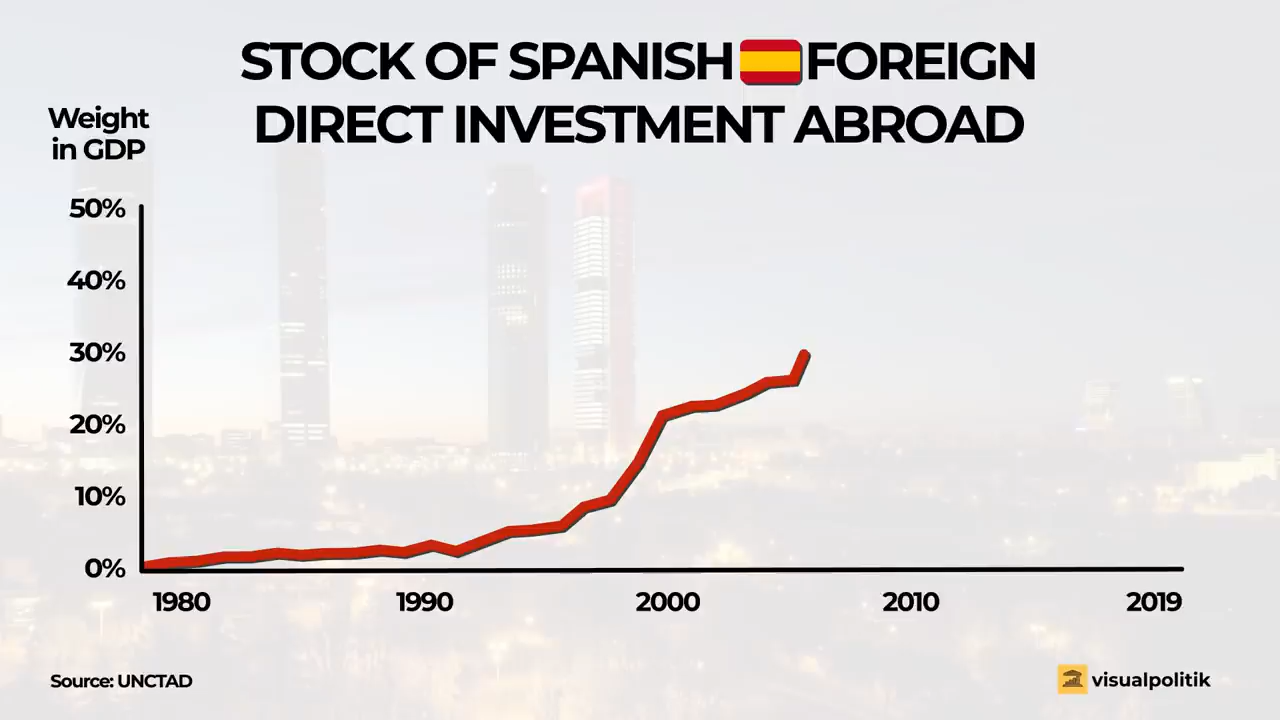 STOCK OF SPANISH FOREIGN
DIRECT INVESTMENT ABROAD
Weight
in GDP
50%
40%
30%
20%
10%
0%
1980 1990 2000 2010 2019
Source: UNCTAD
visualpolitik